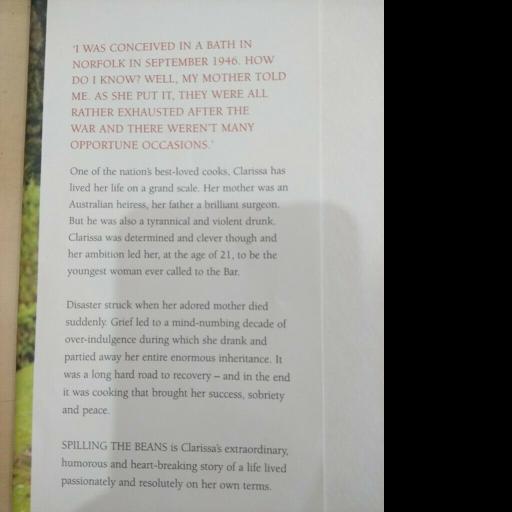 'I WAS CONCEIVED IN A BATH IN
NORFOLK IN SEPTEMBER 1946. HOW
DO I KNOW? WELL, MY MOTHER TOLD
ME. AS SHE PUT IT, THEY WERE ALL
RATHER EXHAUSTED AFTER THE
WAR AND THERE WEREN'T MANY
OPPORTUNE OCCASIONS.'
One of the nation's best-loved cooks, Clarissa has
lived her life on a grand scale. Her mother was an
Australian heiress, her father a brilliant surgeon.
But he was also a tyrannical and violent drunk.
Clarissa was determined and clever though and
her ambition led her, at the age of 21, to be the
youngest woman ever called to the Bar.
Disaster struck when her adored mother died
suddenly. Grief led to a mind-numbing decade of
over-indulgence during which she drank and
partied away her entire enormous inheritance. It
was a long hard road to recovery – and in the end
it was cooking that brought her success, sobriety
and peace.
SPILLING THE BEANS is Clarissa's extraordinary,
humorous and heart-breaking story of a life lived
passionately and resolutely on her own terms.